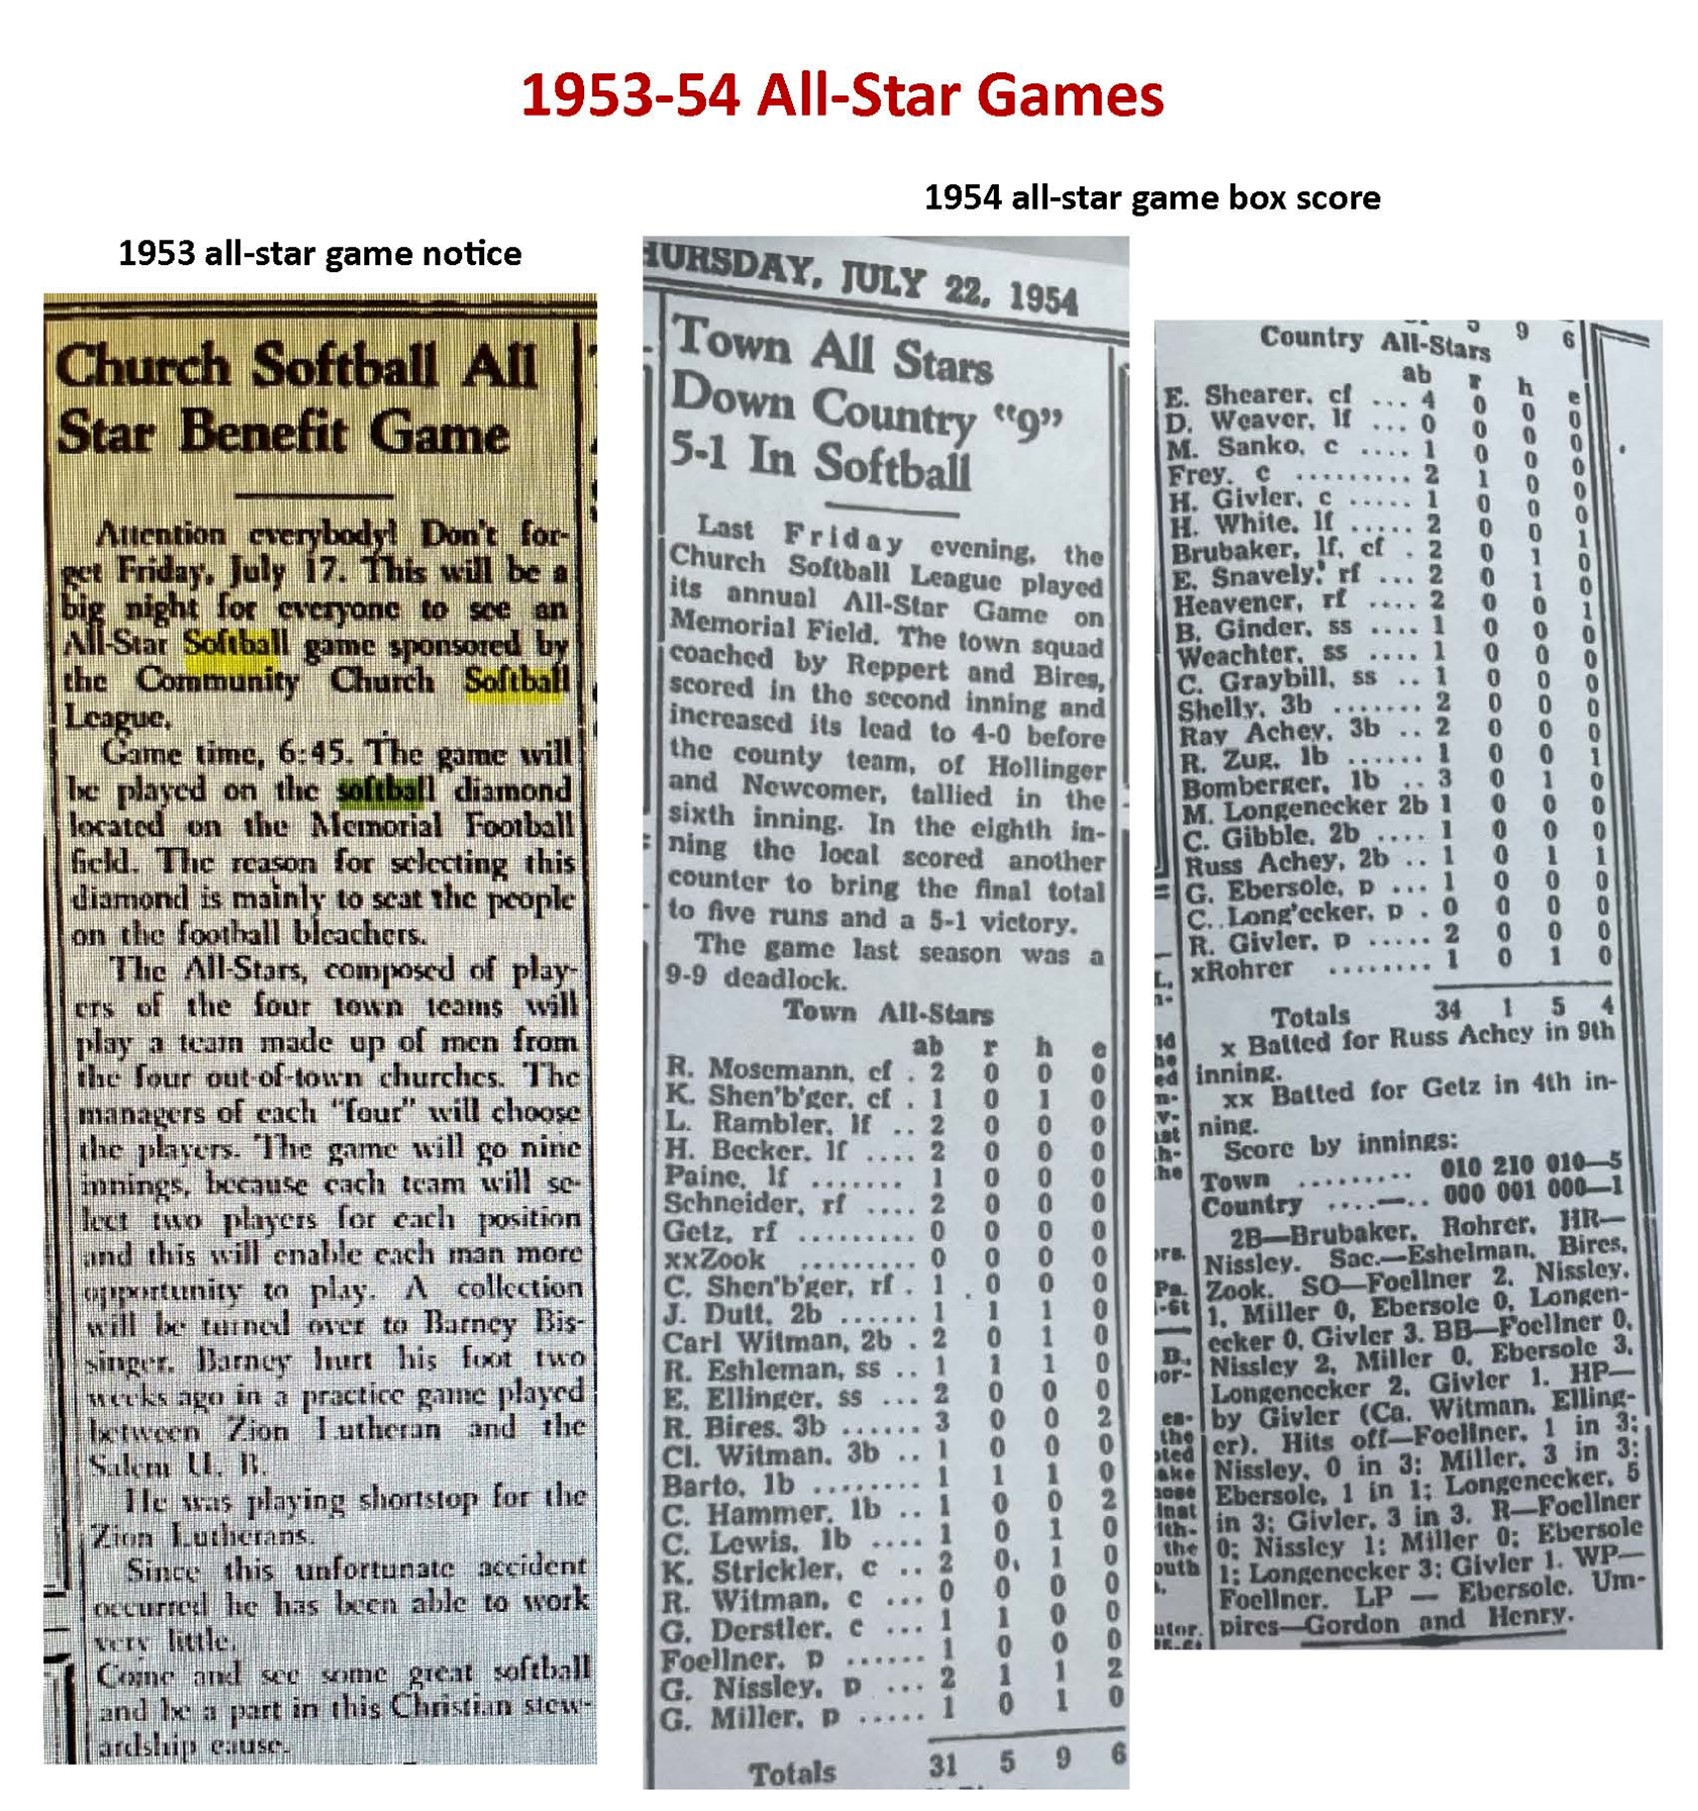 1953-54 All-Star Games
1953 all-star game notice
Church Softball All
Star Benefit Game
Attention everybody! Don't for-
get Friday, July 17. This will be a
big night for everyone to see an
All-Star Softball game sponsored by
the Community Church Softball
League.
Game time, 6:45. The game will
be played on the softball diamond
located on the Memorial Football
field. The reason for selecting this
diamond is mainly to seat the people
on the football bleachers.
The All-Stars, composed of play-
ers of the four town teams will
play a team made up of men from
the four out-of-town churches. The
managers of each "four" will choose
the players. The game will go nine
innings, because each team will se-
lect two players for each position
and this will enable each man more
opportunity to play. A collection
will be turned over to Barney Bis-
singer. Barney hurt his foot two
weeks ago in a practice game played
between Zion Lutheran and the
Salem U. B.
He was playing shortstop for the
Zion Lutherans.
Since this unfortunate accident
occurred he has been able to work
very little.
Come and see some great softball
and be a part in this Christian stew-
ardship cause.
1954 all-star game box score
HURSDAY, JULY 22, 1954
Town All Stars
Down Country "9"
5-1 In Softball
Last Friday evening, the
Church Softball League played
its annual All-Star Game on
Memorial Field. The town squad
coached by Reppert and Bires,
scored in the second inning and
increased its lead to 4-0 before
the county team, of Hollinger
and Newcomer, tallied in the
sixth inning. In the eighth in-
ning the local scored another
counter to bring the final total
to five runs and a 5-1 victory.
The game last season was a
9-9 deadlock.
Town All-Stars
ab r h e
R. Mosemann, cf . 2 0 0 0
K. Shen'b'ger, cf . 1 0 1 0
L. Rambler, lf .. 2 0 0 0
H. Becker, lf .... 2 0 0 0
Paine, lf ....... 1 0 0 0
Schneider, rf .... 2 0 0 0
Getz, rf ......... 0 0 0 0
xxZook ......... 0 0 0 0
C. Shen'b'ger, rf . 1 0 0 0
J. Dutt, 2b ...... 1 1 1 0
Carl Witman, 2b . 2 0 1 0
R. Eshleman, ss .. 1 1 1 0
E. Ellinger, ss ... 2 0 0 0
R. Bires. 3b ...... 3 0 0 2
Cl. Witman, 3b .. 1 0 0 0
Barto, 1b ........ 1 1 1 0
C. Hammer, 1b .. 1 0 0 2
C. Lewis, 1b .... 1 0 1 0
K. Strickler, c .. 2 0 1 0
R. Witman, c ... 0 0 0 0
G. Derstler, c ... 1 1 0 0
Foellner, p ...... 1 0 0 0
G. Nissley, p ... 2 1 1 2
G. Miller, p ..... 1 0 1 0
Totals 31 5 9 6
5 9 6
Country All-Stars
ab r h e
E. Shearer, cf ... 4 0 0 0
D. Weaver, lf ... 0 0 0 0
M. Sanko, c .... 1 0 0 0
Frey, c ......... 2 1 0 0
H. Givler, c ..... 1 0 0 0
H. White, lf ..... 2 0 0 1
Brubaker, lf, cf . 2 0 1 0
E. Snavely, rf ... 2 0 1 0
Heavener, rf .... 2 0 0 1
B. Ginder, ss .... 1 0 0 0
Weachter, ss .... 1 0 0 0
C. Graybill, ss .. 1 0 0 0
Shelly, 3b ....... 2 0 0 0
Ray Achey, 3b .. 2 0 0 0
R. Zug, 1b ...... 1 0 0 1
Bomberger, 1b .. 3 0 1 0
M. Longenecker 2b 1 0 0 0
C. Gibble, 2b .... 1 0 0 0
Russ Achey, 2b .. 1 0 1 1
G. Ebersole, p ... 1 0 0 0
C. Long'ecker, p . 0 0 0 0
R. Givler, p ..... 2 0 0 0
xRohrer ........ 1 0 1 0
Totals 34 1 5 4
x Batted for Russ Achey in 9th
inning.
xx Batted for Getz in 4th in-
ning.
Score by innings:
Town ......... 010 210 010—5
Country ....—.. 000 001 000—1
2B—Brubaker, Rohrer, HR—
Nissley. Sac.—Eshelman, Bires,
Zook. SO—Foellner 2, Nissley,
1, Miller 0, Ebersole 0, Longen-
ecker 0, Givler 3. BB—Foellner 0,
Nissley 2, Miller 0, Ebersole 3,
Longenecker 2, Givler 1. HP—
by Givler (Ca. Witman, Elling-
er). Hits off—Foellner, 1 in 3;
Nissley, 0 in 3; Miller, 3 in 3;
Ebersole, 1 in 1; Longenecker, 5
in 3; Givler, 3 in 3. R—Foellner
0; Nissley 1; Miller 0; Ebersole
1; Longenecker 3; Givler 1. WP—
Foellner. LP — Ebersole. Um-
pires—Gordon and Henry.